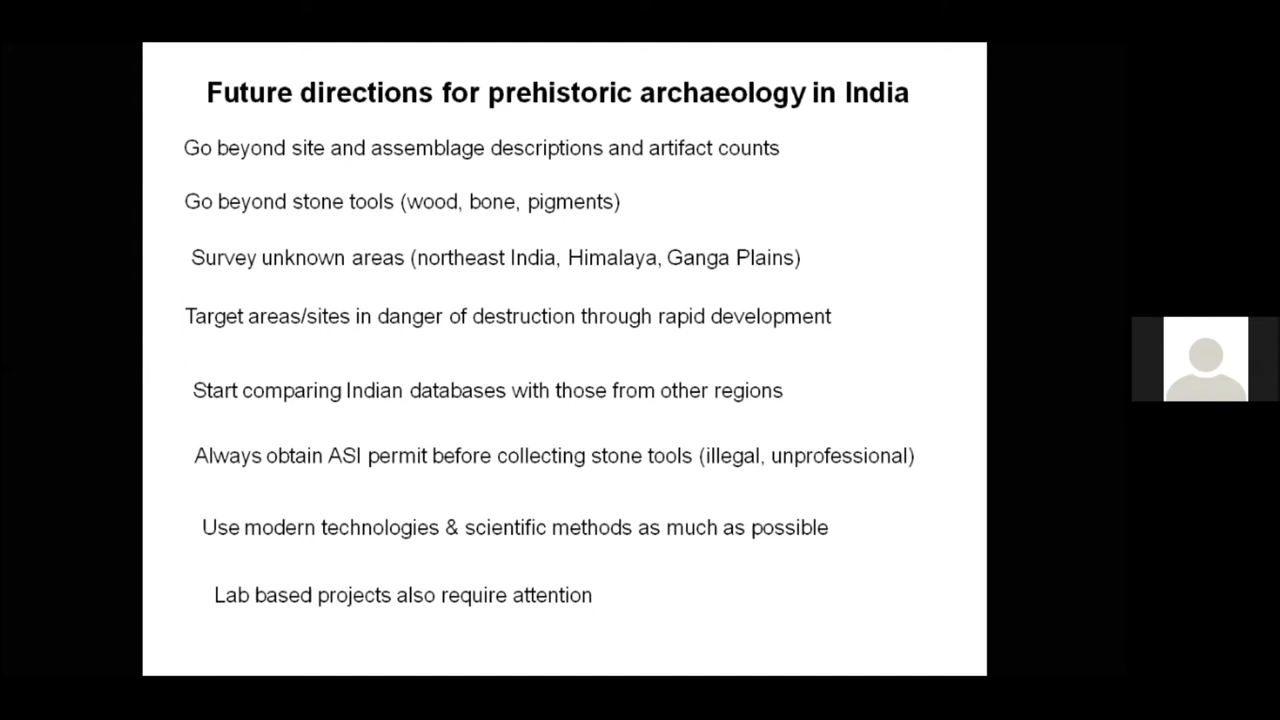 Future directions for prehistoric archaeology in India
Go beyond site and assemblage descriptions and artifact counts
Go beyond stone tools (wood, bone, pigments)
Survey unknown areas (northeast India, Himalaya, Ganga Plains)
Target areas/sites in danger of destruction through rapid development
Start comparing Indian databases with those from other regions
Always obtain ASI permit before collecting stone tools (illegal, unprofessional)
Use modern technologies & scientific methods as much as possible
Lab based projects also require attention